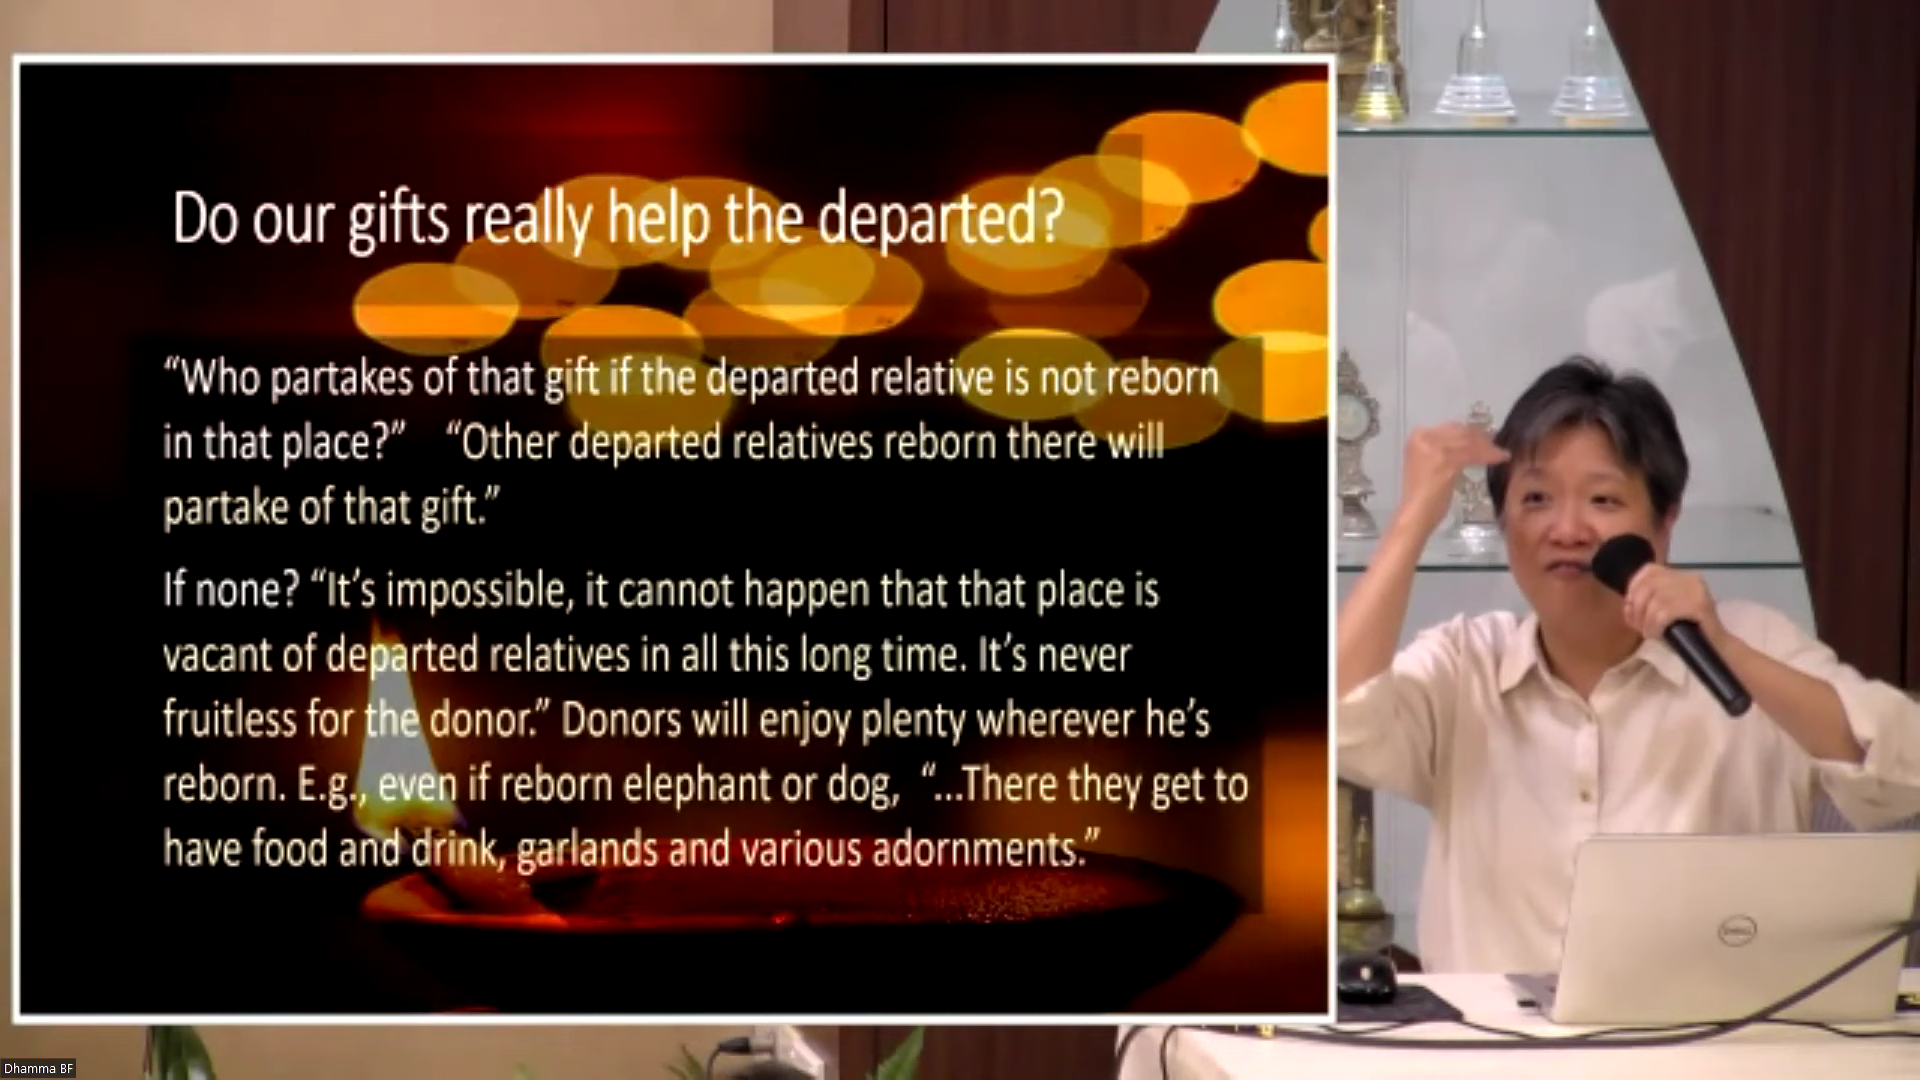 Do our gifts really help the departed?
“Who partakes of that gift if the departed relative is not reborn
in that place?” “Other departed relatives reborn there will
partake of that gift.”
If none? “It’s impossible, it cannot happen that that place is
vacant of departed relatives in all this long time. It’s never
fruitless for the donor.” Donors will enjoy plenty wherever he’s
reborn. E.g., even if reborn elephant or dog, “...There they get to
have food and drink, garlands and various adornments.”
DELL
Dhamma BF